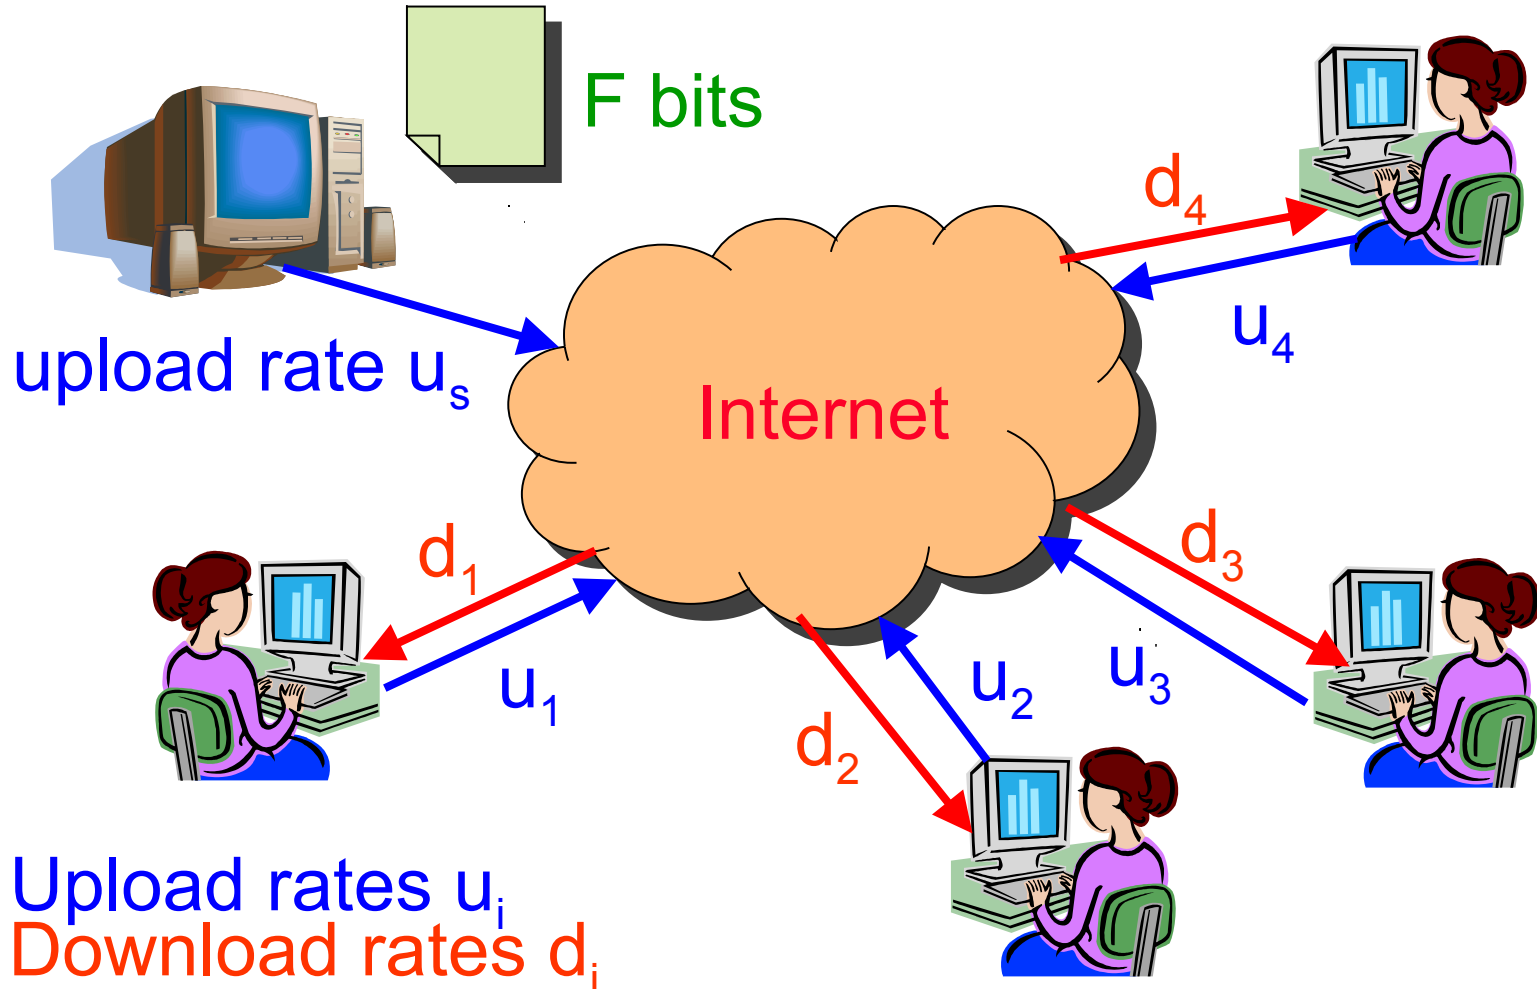 F bits
d₄
u₄
upload rate uₛ
Internet
d₁
d₃
u₁
u₂
u₃
d₂
Upload rates uᵢ
Download rates dᵢ